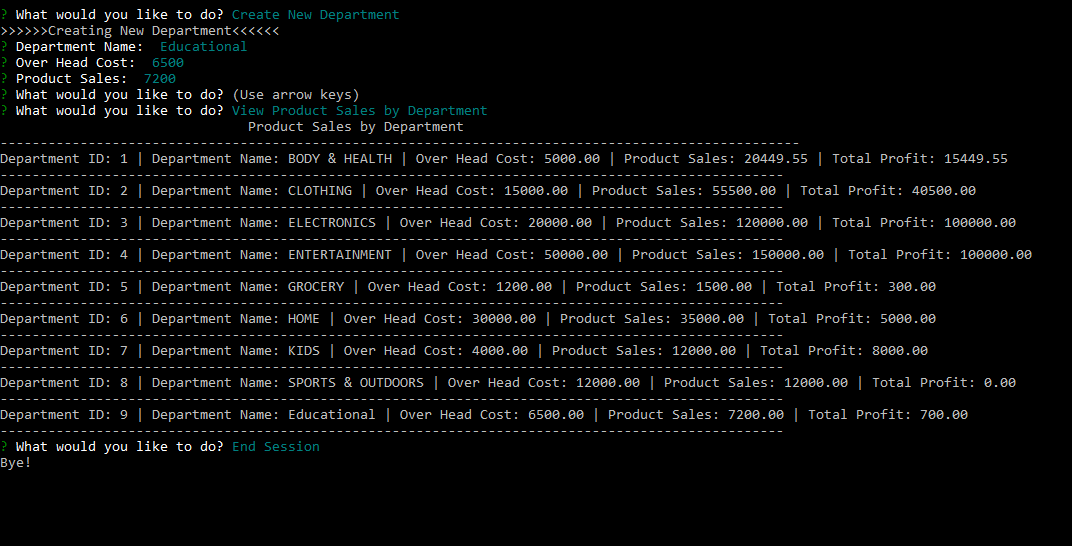 ? What would you like to do? Create New Department
>>>>>>Creating New Department<<<<<<
? Department Name:  Educational
? Over Head Cost:  6500
? Product Sales:  7200
? What would you like to do? (Use arrow keys)
? What would you like to do? View Product Sales by Department
Product Sales by Department
----------------------------------------------------------------------------------------------------
Department ID: 1 | Department Name: BODY & HEALTH | Over Head Cost: 5000.00 | Product Sales: 20449.55 | Total Profit: 15449.55
--------------------------------------------------------------------------------------------------
Department ID: 2 | Department Name: CLOTHING | Over Head Cost: 15000.00 | Product Sales: 55500.00 | Total Profit: 40500.00
--------------------------------------------------------------------------------------------------
Department ID: 3 | Department Name: ELECTRONICS | Over Head Cost: 20000.00 | Product Sales: 120000.00 | Total Profit: 100000.00
--------------------------------------------------------------------------------------------------
Department ID: 4 | Department Name: ENTERTAINMENT | Over Head Cost: 50000.00 | Product Sales: 150000.00 | Total Profit: 100000.00
--------------------------------------------------------------------------------------------------
Department ID: 5 | Department Name: GROCERY | Over Head Cost: 1200.00 | Product Sales: 1500.00 | Total Profit: 300.00
--------------------------------------------------------------------------------------------------
Department ID: 6 | Department Name: HOME | Over Head Cost: 30000.00 | Product Sales: 35000.00 | Total Profit: 5000.00
--------------------------------------------------------------------------------------------------
Department ID: 7 | Department Name: KIDS | Over Head Cost: 4000.00 | Product Sales: 12000.00 | Total Profit: 8000.00
--------------------------------------------------------------------------------------------------
Department ID: 8 | Department Name: SPORTS & OUTDOORS | Over Head Cost: 12000.00 | Product Sales: 12000.00 | Total Profit: 0.00
--------------------------------------------------------------------------------------------------
Department ID: 9 | Department Name: Educational | Over Head Cost: 6500.00 | Product Sales: 7200.00 | Total Profit: 700.00
--------------------------------------------------------------------------------------------------
? What would you like to do? End Session
Bye!